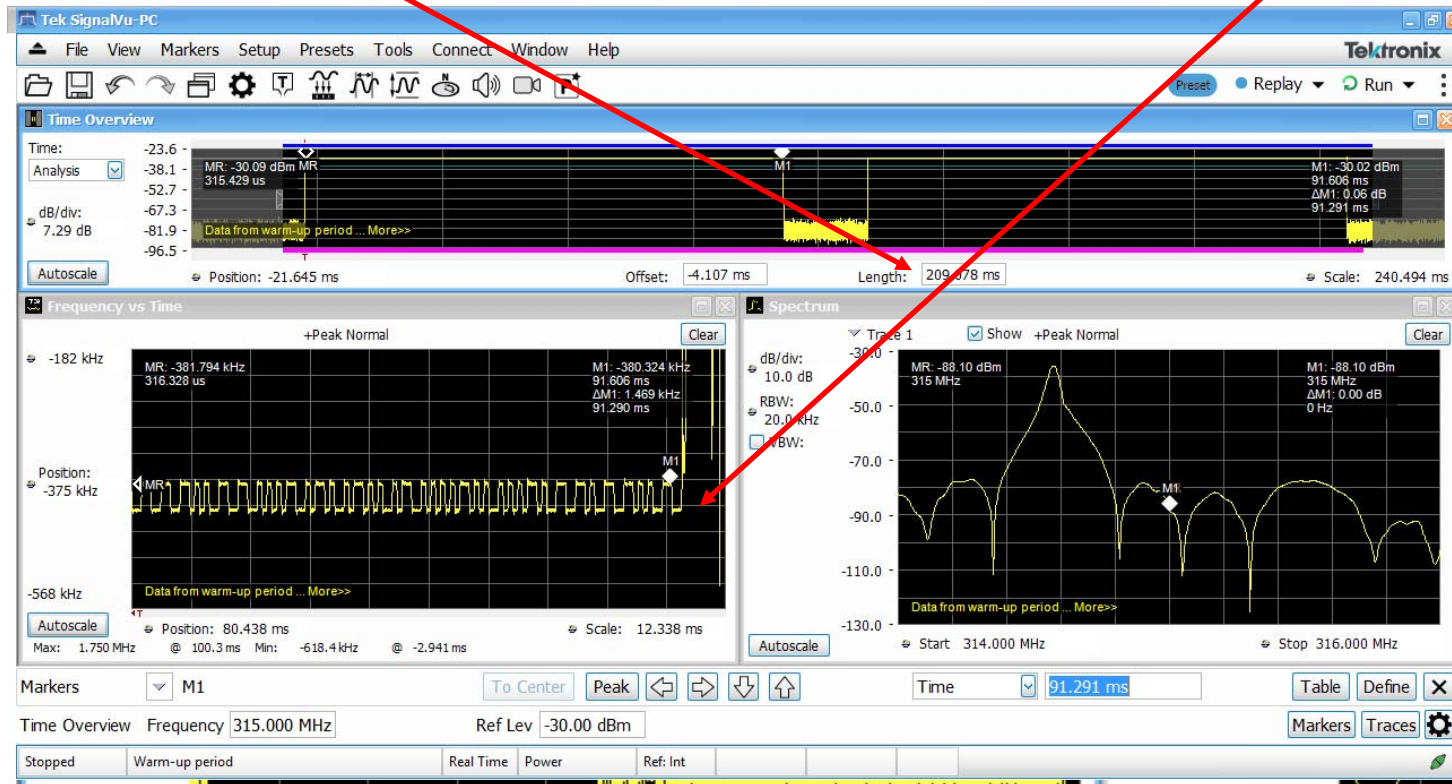 Tek SignalVu-PC
File View Markers Setup Presets Tools Connect Window Help
Tektronix
Preset Replay Run
Time Overview
Time:
Analysis
dB/div:
7.29 dB
Autoscale
-23.6
-38.1
-52.7
-67.3
-81.9
-96.5
MR: -30.09 dBm MR
315.429 us
M1
M1: -30.02 dBm
91.606 ms
ΔM1: 0.06 dB
91.291 ms
Data from warm-up period ... More>>
T
Position: -21.645 ms
Offset: -4.107 ms
Length: ms
Scale: 240.494 ms
Frequency vs Time
+Peak Normal
Clear
-182 kHz
MR: -381.794 kHz
316.328 us
M1: -380.324 kHz
91.606 ms
ΔM1: 1.469 kHz
91.290 ms
Position:
-375 kHz
MR
M1
-568 kHz
Data from warm-up period ... More>>
Autoscale
T
Position: 80.438 ms
Scale: 12.338 ms
Max: 1.750 MHz @ 100.3 ms Min: -618.4 kHz @ -2.941 ms
Spectrum
Trace 1 Show +Peak Normal
Clear
dB/div:
10.0 dB
RBW:
20.0 kHz
VBW:
-30.0
-50.0
-70.0
-90.0
-110.0
-130.0
MR: -88.10 dBm
315 MHz
M1: -88.10 dBm
315 MHz
ΔM1: 0.00 dB
0 Hz
Data from warm-up period ... More>>
Autoscale
Start 314.000 MHz
Stop 316.000 MHz
Markers M1 To Center Peak Time 91.291 ms Table Define
Time Overview Frequency 315.000 MHz Ref Lev -30.00 dBm Markers Traces
Stopped Warm-up period Real Time Power Ref: Int